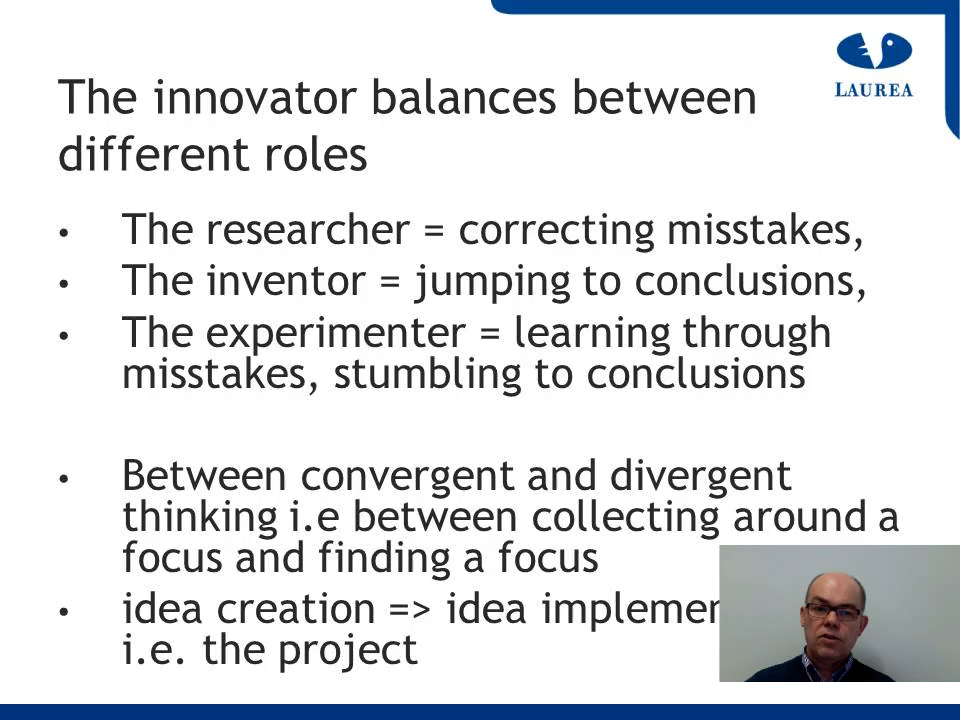 LAUREA
The innovator balances between
different roles
• The researcher = correcting misstakes,
• The inventor = jumping to conclusions,
• The experimenter = learning through
misstakes, stumbling to conclusions
• Between convergent and divergent
thinking i.e between collecting around a
focus and finding a focus
• idea creation => idea implemen
i.e. the project